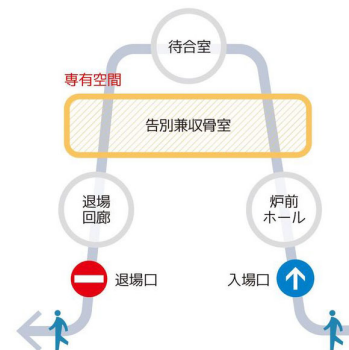 待合室
専有空間
告別兼収骨室
退場
回廊
炉前
ホール
退場口
入場口